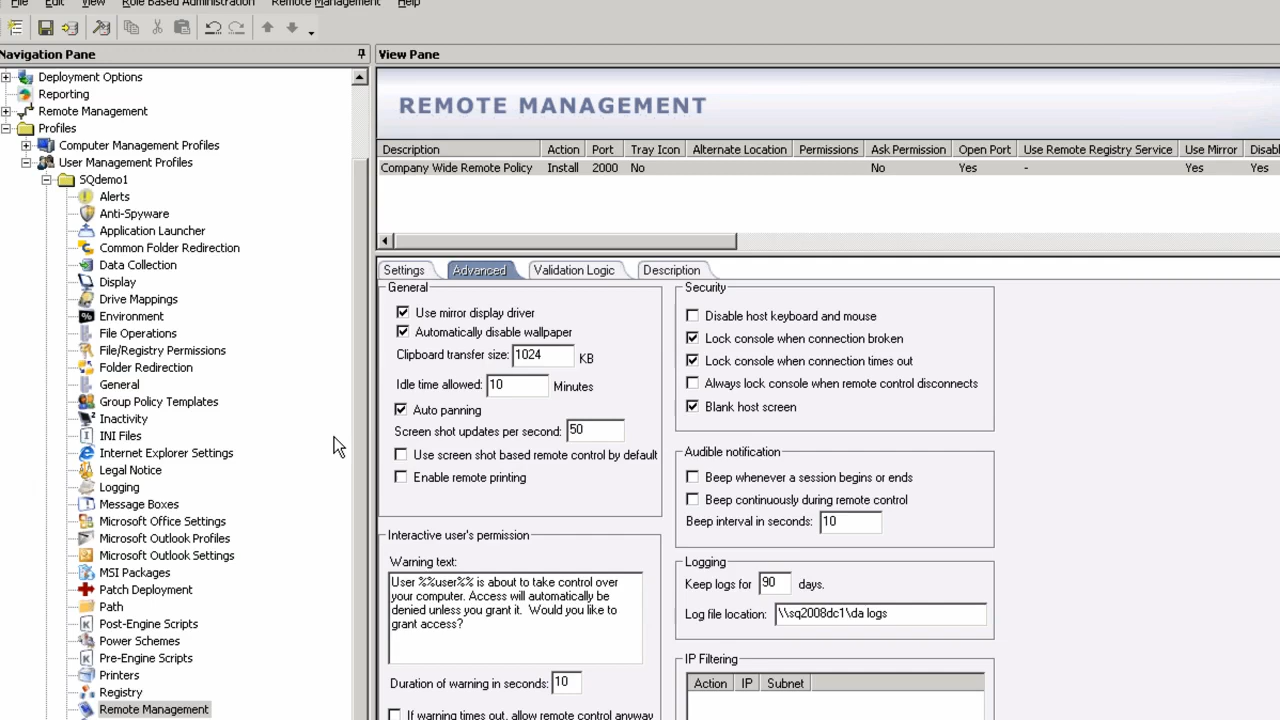 File Edit View Role Based Administration Remote Management Help
Navigation Pane
Deployment Options
Reporting
Remote Management
Profiles
Computer Management Profiles
User Management Profiles
SQdemo1
Alerts
Anti-Spyware
Application Launcher
Common Folder Redirection
Data Collection
Display
Drive Mappings
Environment
File Operations
File/Registry Permissions
Folder Redirection
General
Group Policy Templates
Inactivity
INI Files
Internet Explorer Settings
Legal Notice
Logging
Message Boxes
Microsoft Office Settings
Microsoft Outlook Profiles
Microsoft Outlook Settings
MSI Packages
Patch Deployment
Path
Post-Engine Scripts
Power Schemes
Pre-Engine Scripts
Printers
Registry
Remote Management
View Pane
REMOTE MANAGEMENT
Description Action Port Tray Icon Alternate Location Permissions Ask Permission Open Port Use Remote Registry Service Use Mirror Disabl
Company Wide Remote Policy Install 2000 No No Yes - Yes Yes
Settings Advanced Validation Logic Description
General
Use mirror display driver
Automatically disable wallpaper
Clipboard transfer size: 1024 KB
Idle time allowed: 10 Minutes
Auto panning
Screen shot updates per second: 50
Use screen shot based remote control by default
Enable remote printing
Interactive user's permission
Warning text:
User %%user%% is about to take control over
your computer. Access will automatically be
denied unless you grant it. Would you like to
grant access?
Duration of warning in seconds: 10
If warning times out, allow remote control anyway
Security
Disable host keyboard and mouse
Lock console when connection broken
Lock console when connection times out
Always lock console when remote control disconnects
Blank host screen
Audible notification
Beep whenever a session begins or ends
Beep continuously during remote control
Beep interval in seconds: 10
Logging
Keep logs for 90 days.
Log file location: \\sq2008dc1\da logs
IP Filtering
Action IP Subnet